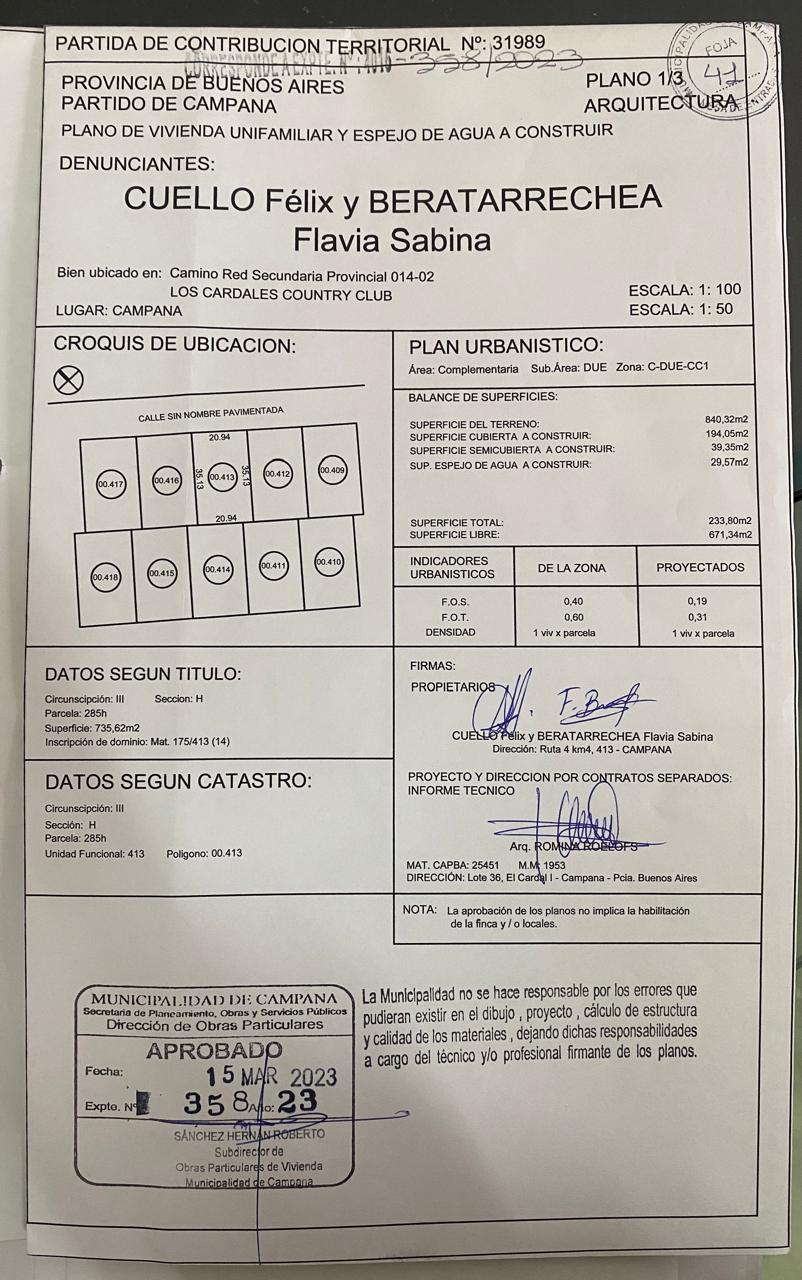 PARTIDA DE CONTRIBUCION TERRITORIAL Nº: 31989
CORRESPONDE A EXPTE. Nº: 4016-358/2023
FOJA
41
PROVINCIA DE BUENOS AIRES
PARTIDO DE CAMPANA
PLANO 1/3
ARQUITECTURA
PLANO DE VIVIENDA UNIFAMILIAR Y ESPEJO DE AGUA A CONSTRUIR
DENUNCIANTES:
CUELLO Félix y BERATARRECHEA
Flavia Sabina
Bien ubicado en: Camino Red Secundaria Provincial 014-02
LOS CARDALES COUNTRY CLUB
LUGAR: CAMPANA
ESCALA: 1: 100
ESCALA: 1: 50
CROQUIS DE UBICACION:
CALLE SIN NOMBRE PAVIMENTADA
20.94
00.417
00.416
35.13
00.413
35.13
00.412
00.409
20.94
00.418
00.415
00.414
00.411
00.410
PLAN URBANISTICO:
Área: Complementaria Sub.Área: DUE Zona: C-DUE-CC1
BALANCE DE SUPERFICIES:
SUPERFICIE DEL TERRENO: 840,32m2
SUPERFICIE CUBIERTA A CONSTRUIR: 194,05m2
SUPERFICIE SEMICUBIERTA A CONSTRUIR: 39,35m2
SUP. ESPEJO DE AGUA A CONSTRUIR: 29,57m2
SUPERFICIE TOTAL: 233,80m2
SUPERFICIE LIBRE: 671,34m2
INDICADORES URBANISTICOS DE LA ZONA PROYECTADOS
F.O.S. 0,40 0,19
F.O.T. 0,60 0,31
DENSIDAD 1 viv x parcela 1 viv x parcela
DATOS SEGUN TITULO:
Circunscipción: III Seccion: H
Parcela: 285h
Superficie: 735,62m2
Inscripción de dominio: Mat. 175/413 (14)
DATOS SEGUN CATASTRO:
Circunscipción: III
Sección: H
Parcela: 285h
Unidad Funcional: 413 Poligono: 00.413
FIRMAS:
PROPIETARIOS
CUELLO Félix y BERATARRECHEA Flavia Sabina
Dirección: Ruta 4 km4, 413 - CAMPANA
PROYECTO Y DIRECCION POR CONTRATOS SEPARADOS:
INFORME TECNICO
Arq. ROMINA ROELOFS
MAT. CAPBA: 25451 M.M: 1953
DIRECCIÓN: Lote 36, El Cardal I - Campana - Pcia. Buenos Aires
NOTA: La aprobación de los planos no implica la habilitación
de la finca y / o locales.
MUNICIPALIDAD DE CAMPANA
Secretaria de Planeamiento, Obras y Servicios Públicos
Dirección de Obras Particulares
APROBADO
Fecha: 15 MAR 2023
Expte. Nº 358 Año: 23
SÁNCHEZ HERNÁN ROBERTO
Subdirector de
Obras Particulares de Vivienda
Municipalidad de Campana
La Municipalidad no se hace responsable por los errores que
pudieran existir en el dibujo , proyecto , cálculo de estructura
y calidad de los materiales , dejando dichas responsabilidades
a cargo del técnico y/o profesional firmante de los planos.